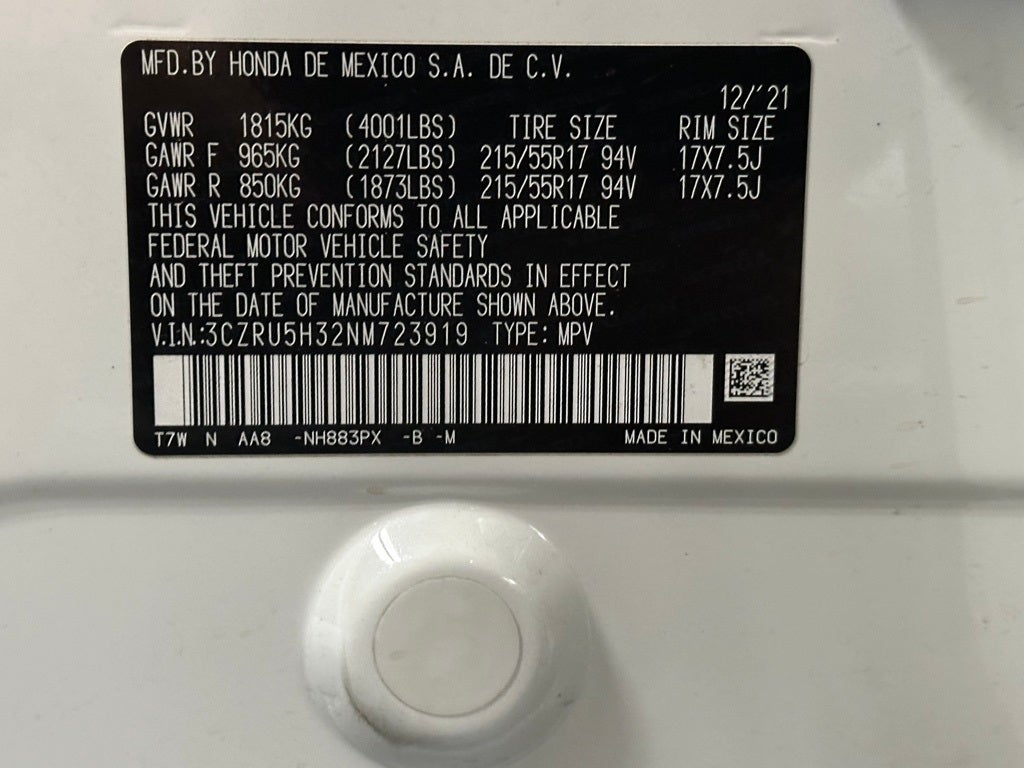 MFD.BY HONDA DE MEXICO S.A. DE C.V.
12/'21
GVWR 1815KG (4001LBS) TIRE SIZE RIM SIZE
GAWR F 965KG (2127LBS) 215/55R17 94V 17X7.5J
GAWR R 850KG (1873LBS) 215/55R17 94V 17X7.5J
THIS VEHICLE CONFORMS TO ALL APPLICABLE
FEDERAL MOTOR VEHICLE SAFETY
AND THEFT PREVENTION STANDARDS IN EFFECT
ON THE DATE OF MANUFACTURE SHOWN ABOVE.
V.I.N.:3CZRU5H32NM723919 TYPE: MPV
T7W N AA8 -NH883PX -B -M MADE IN MEXICO